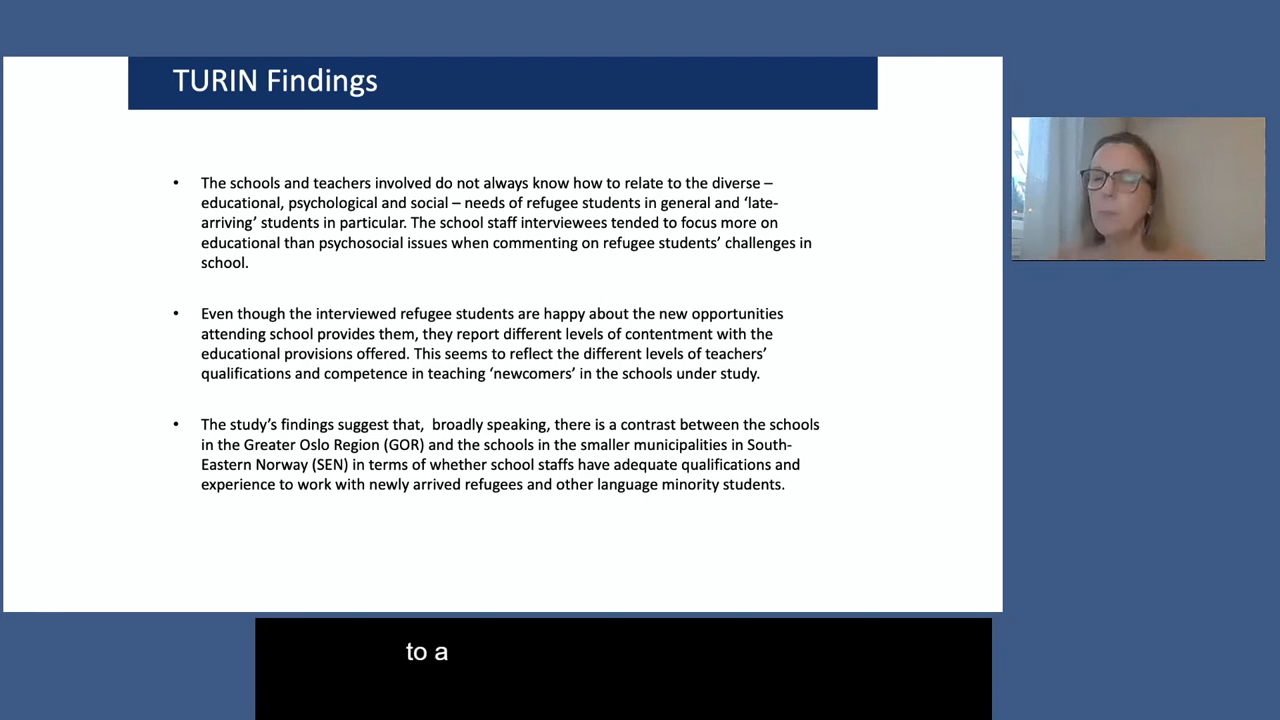 TURIN Findings
• The schools and teachers involved do not always know how to relate to the diverse –
educational, psychological and social – needs of refugee students in general and ‘late-
arriving’ students in particular. The school staff interviewees tended to focus more on
educational than psychosocial issues when commenting on refugee students’ challenges in
school.
• Even though the interviewed refugee students are happy about the new opportunities
attending school provides them, they report different levels of contentment with the
educational provisions offered. This seems to reflect the different levels of teachers’
qualifications and competence in teaching ‘newcomers’ in the schools under study.
• The study’s findings suggest that,  broadly speaking, there is a contrast between the schools
in the Greater Oslo Region (GOR) and the schools in the smaller municipalities in South-
Eastern Norway (SEN) in terms of whether school staffs have adequate qualifications and
experience to work with newly arrived refugees and other language minority students.
to a